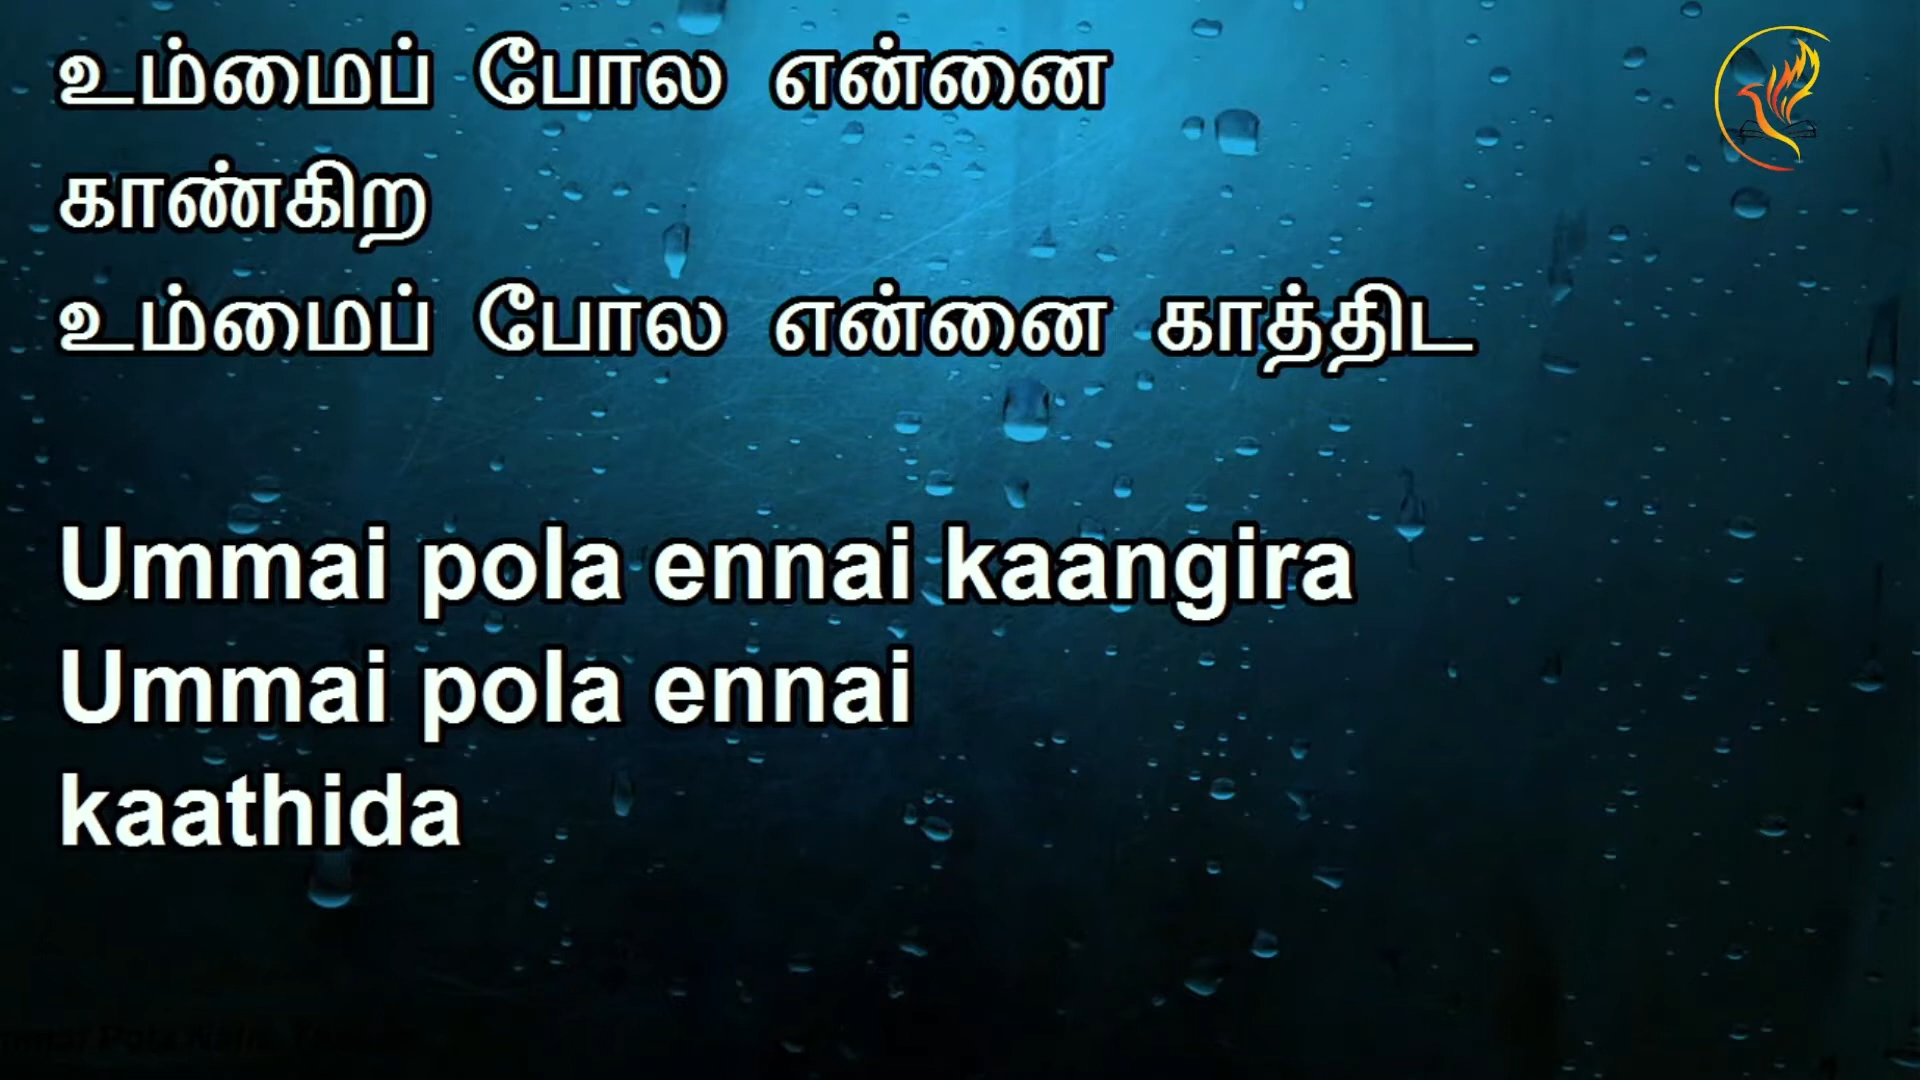 உம்மைப் போல என்னை
காண்கிற
உம்மைப் போல என்னை காத்திட
Ummai pola ennai kaangira
Ummai pola ennai
kaathida